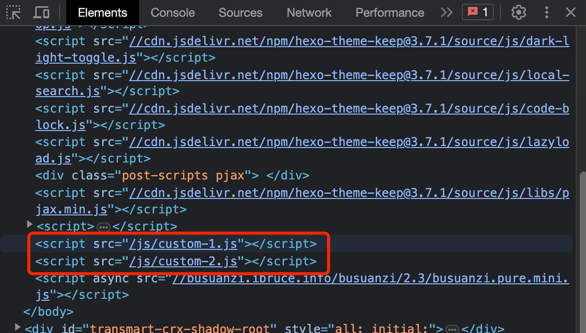 Elements Console Sources Network Performance 1
op.js"></script>
<script src="//cdn.jsdelivr.net/npm/hexo-theme-keep@3.7.1/source/js/dark-l
ight-toggle.js"></script>
<script src="//cdn.jsdelivr.net/npm/hexo-theme-keep@3.7.1/source/js/local-
search.js"></script>
<script src="//cdn.jsdelivr.net/npm/hexo-theme-keep@3.7.1/source/js/code-b
lock.js"></script>
<script src="//cdn.jsdelivr.net/npm/hexo-theme-keep@3.7.1/source/js/lazylo
ad.js"></script>
<div class="post-scripts pjax"> </div>
<script src="//cdn.jsdelivr.net/npm/hexo-theme-keep@3.7.1/source/js/libs/p
jax.min.js"></script>
<script>…</script>
<script src="/js/custom-1.js"></script>
<script src="/js/custom-2.js"></script>
<script async src="//busuanzi.ibruce.info/busuanzi/2.3/busuanzi.pure.mini.
js"></script>
</body>
<div id="transmart-crx-shadow-root" style="all: initial;">…</div>